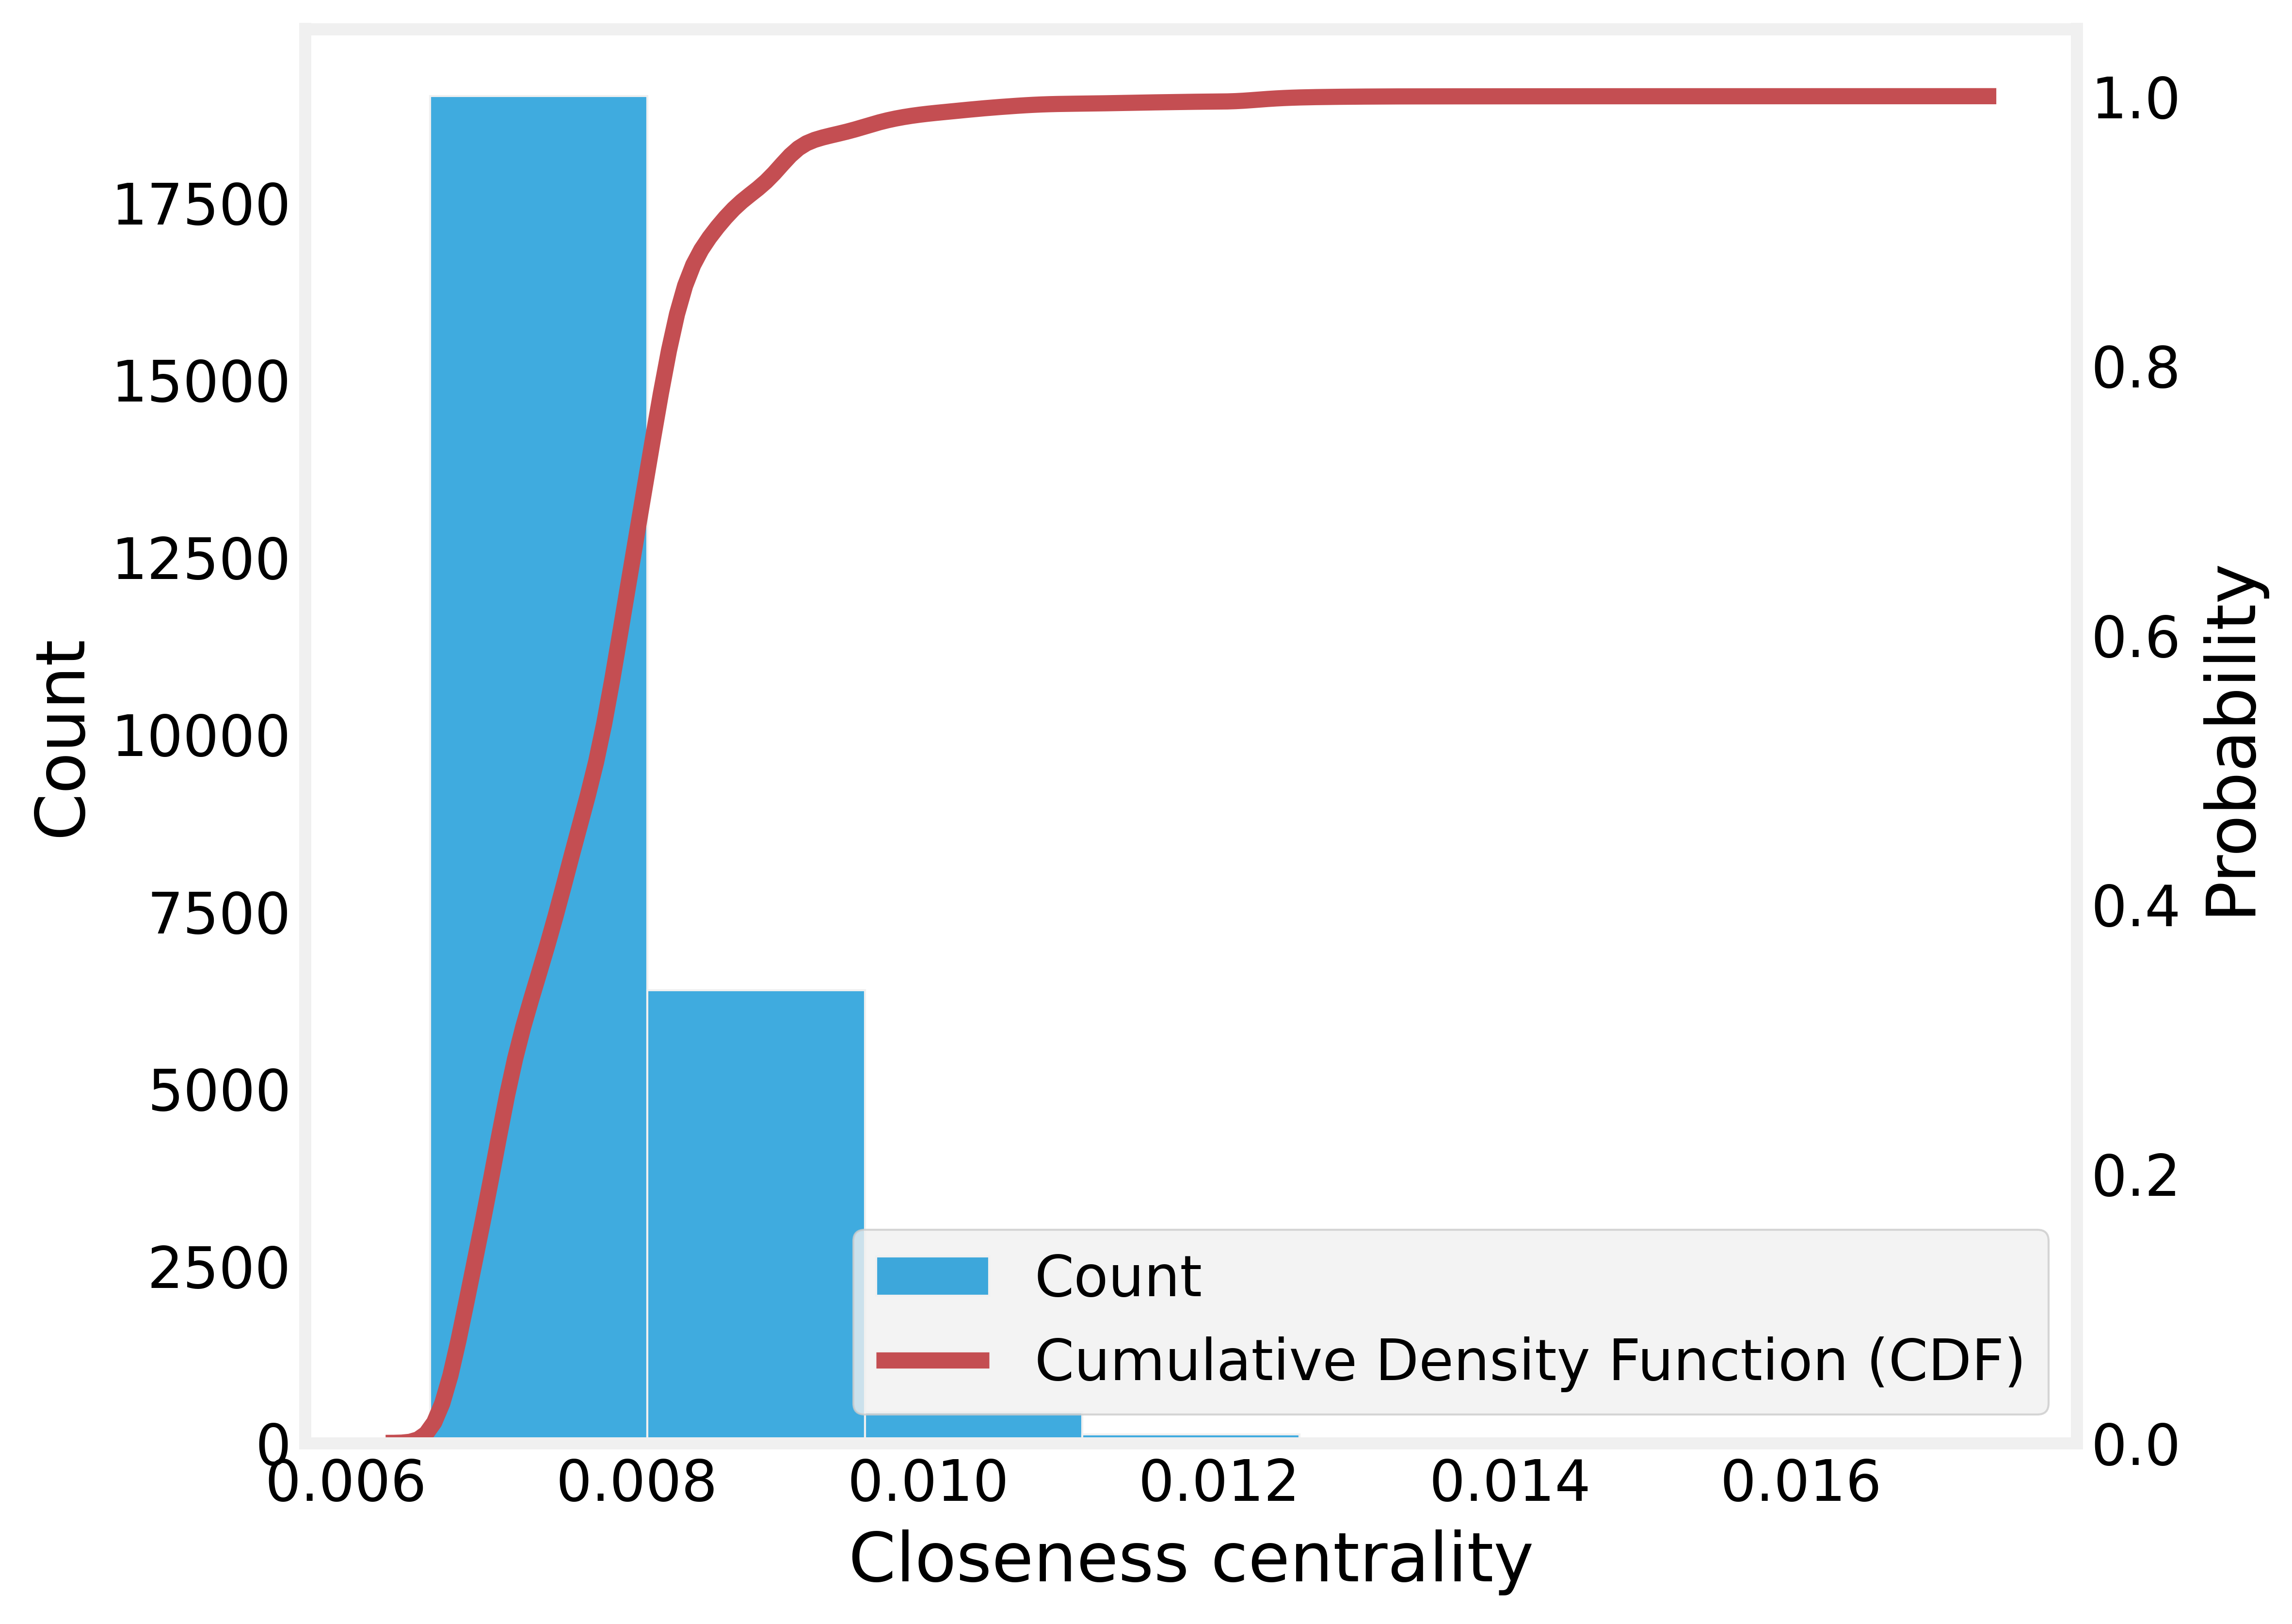 17500
15000
12500
10000
7500
5000
2500
0
Count
1.0
0.8
0.6
0.4
0.2
0.0
Probability
Count
Cumulative Density Function (CDF)
0.006 0.008 0.010 0.012 0.014 0.016
Closeness centrality